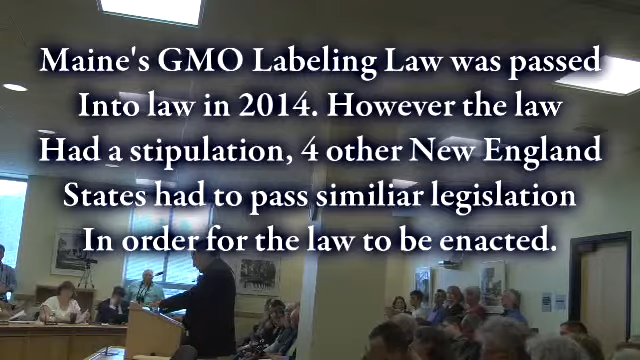 Maine's GMO Labeling Law was passed
Into law in 2014. However the law
Had a stipulation, 4 other New England
States had to pass similiar legislation
In order for the law to be enacted.